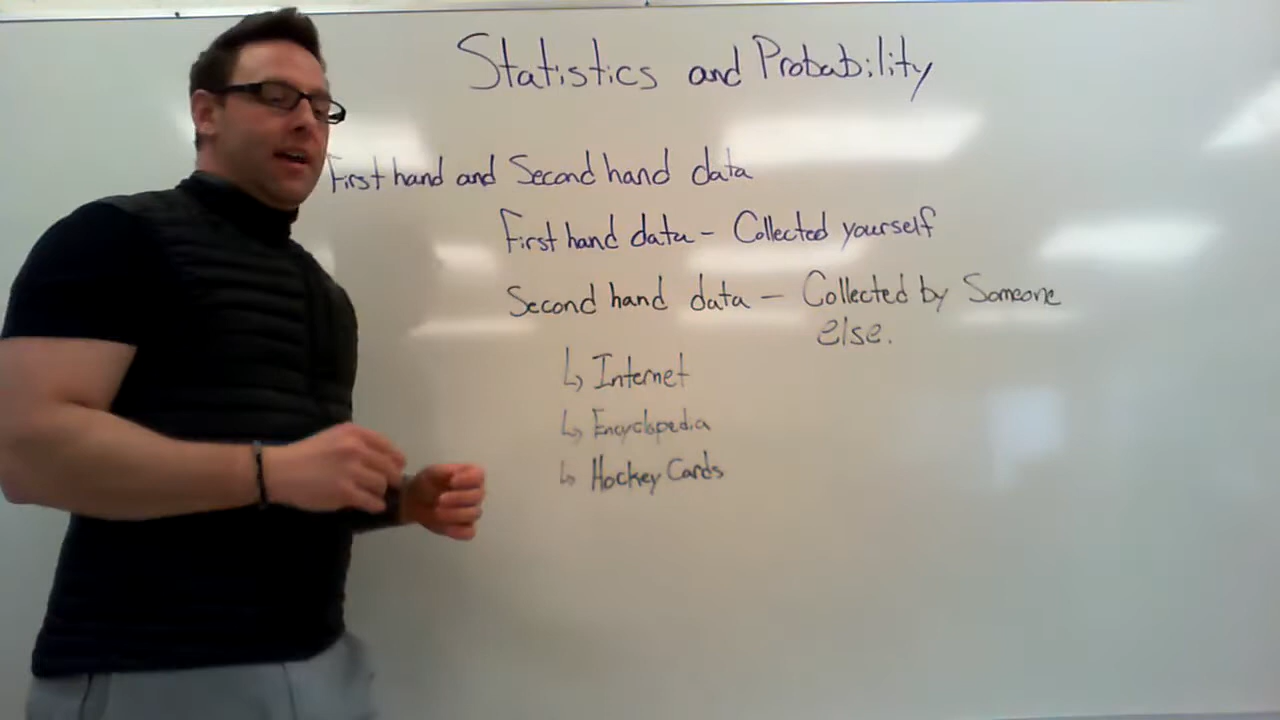 Statistics and Probability
First hand and Second hand data
First hand data - Collected yourself
Second hand data - Collected by Someone
else.
↳ Internet
↳ Encyclopedia
↳ Hockey Cards